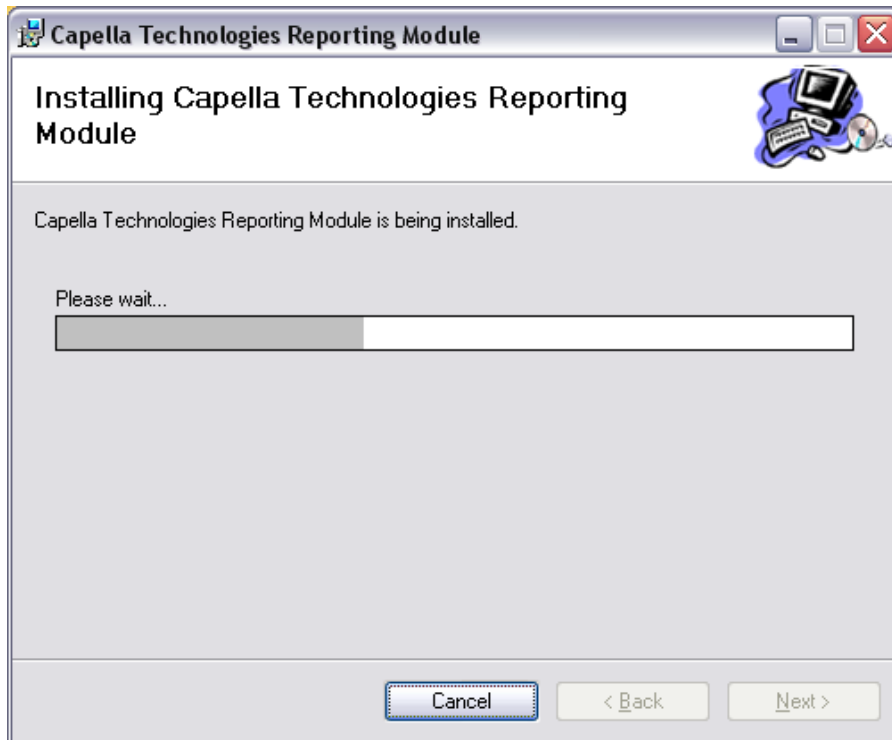 Capella Technologies Reporting Module
Installing Capella Technologies Reporting
Module
Capella Technologies Reporting Module is being installed.
Please wait...
Cancel
< Back
Next >